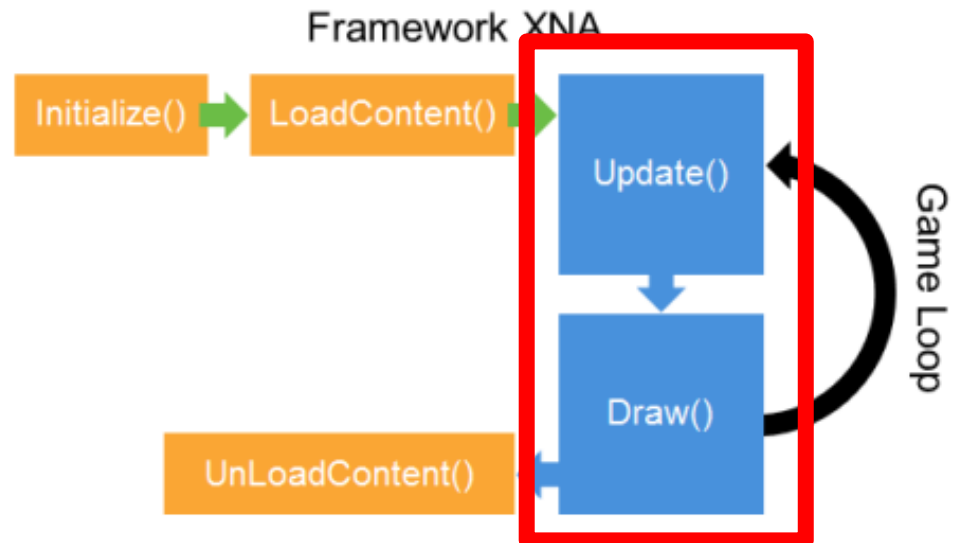 Framework XNA
Initialize()
LoadContent()
Update()
Game Loop
Draw()
UnLoadContent()